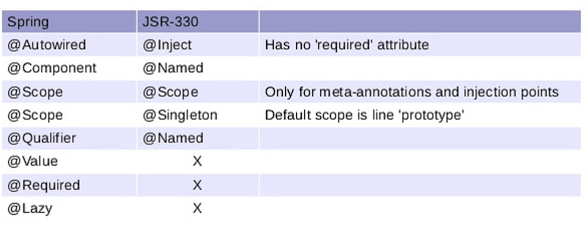 Spring JSR-330
@Autowired @Inject Has no 'required' attribute
@Component @Named
@Scope @Scope Only for meta-annotations and injection points
@Scope @Singleton Default scope is line 'prototype'
@Qualifier @Named
@Value X
@Required X
@Lazy X